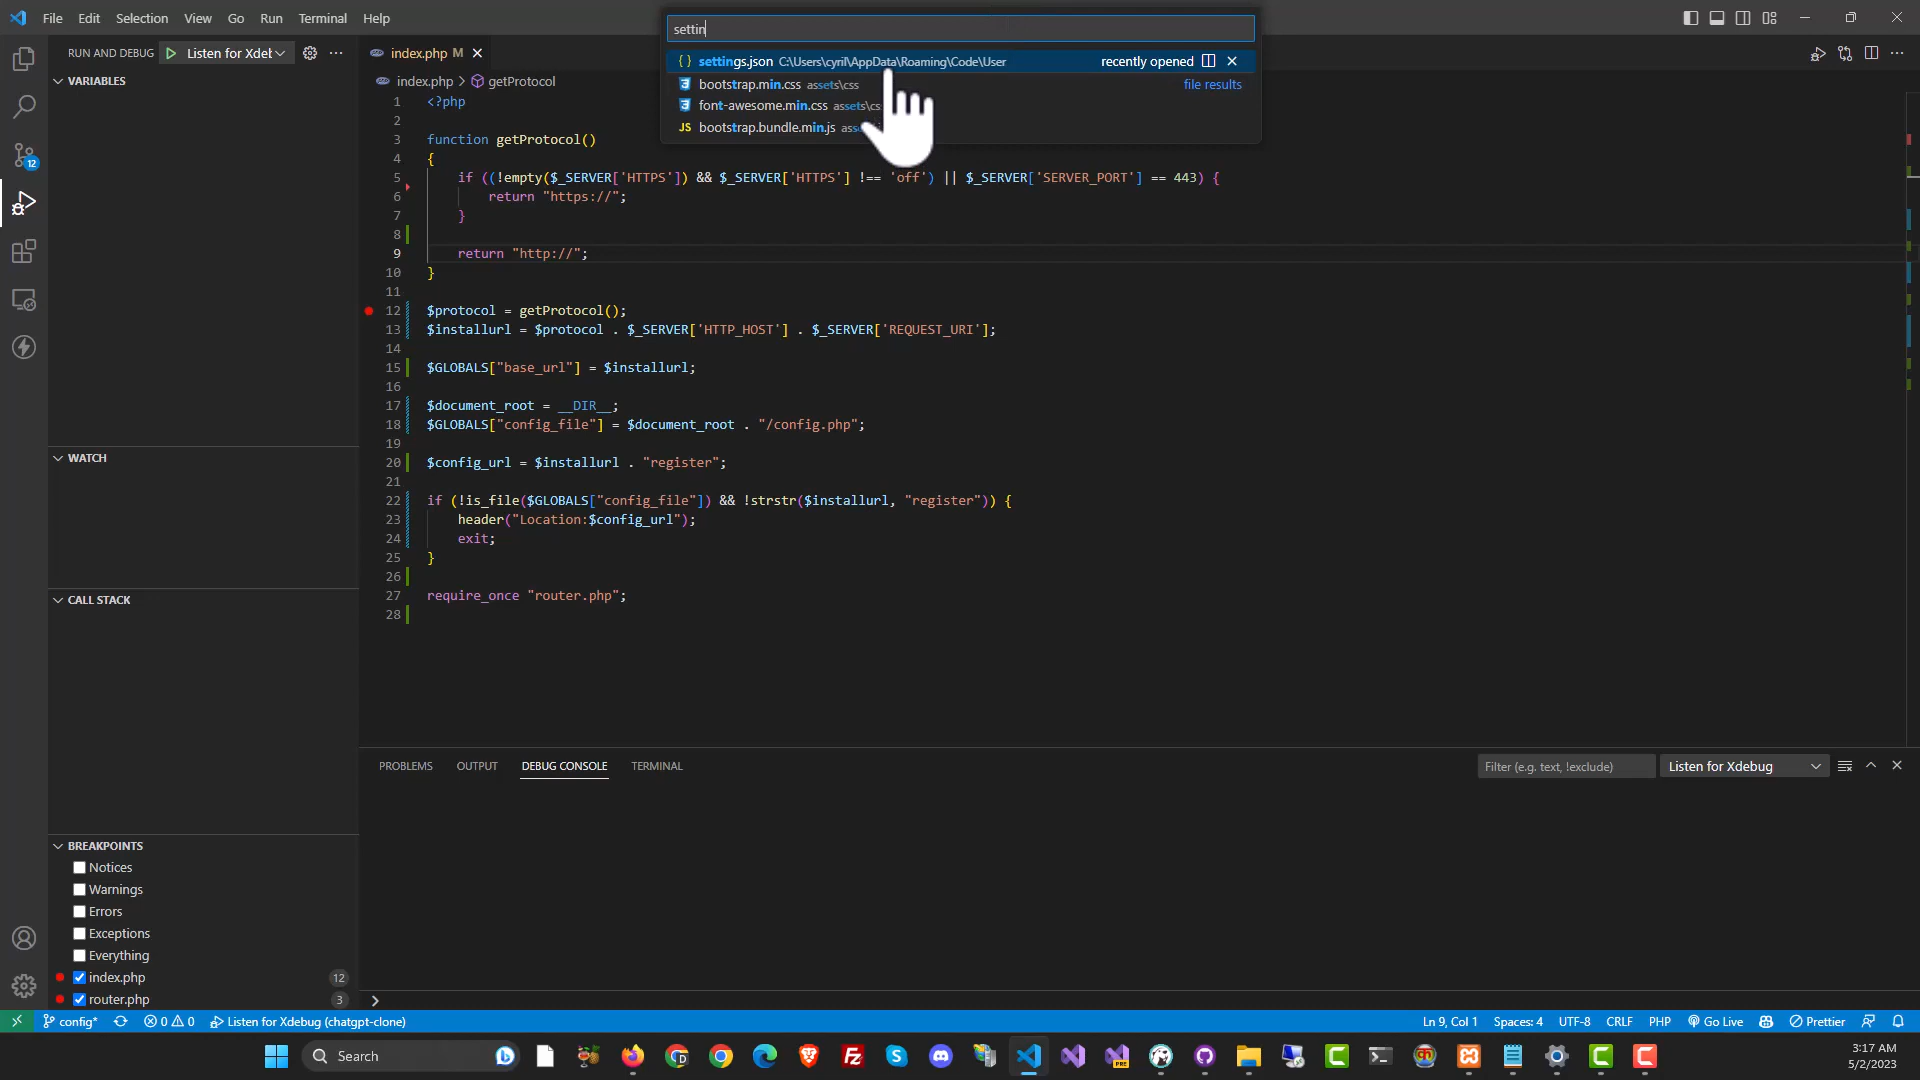 File Edit Selection View Go Run Terminal Help
settin
settings.json C:\Users\cyril\AppData\Roaming\Code\User recently opened
bootstrap.min.css assets\css file results
font-awesome.min.css assets\cs
JS bootstrap.bundle.min.js
RUN AND DEBUG Listen for Xdebu
VARIABLES
WATCH
CALL STACK
BREAKPOINTS
Notices
Warnings
Errors
Exceptions
Everything
index.php 12
router.php 3
12
index.php M
index.php > getProtocol
1 <?php
2
3 function getProtocol()
4 {
5 if ((!empty($_SERVER['HTTPS']) && $_SERVER['HTTPS'] !== 'off') || $_SERVER['SERVER_PORT'] == 443) {
6 return "https://";
7 }
8
9 return "http://";
10 }
11
12 $protocol = getProtocol();
13 $installurl = $protocol . $_SERVER['HTTP_HOST'] . $_SERVER['REQUEST_URI'];
14
15 $GLOBALS["base_url"] = $installurl;
16
17 $document_root = __DIR__;
18 $GLOBALS["config_file"] = $document_root . "/config.php";
19
20 $config_url = $installurl . "register";
21
22 if (!is_file($GLOBALS["config_file"]) && !strstr($installurl, "register")) {
23 header("Location:$config_url");
24 exit;
25 }
26
27 require_once "router.php";
28
PROBLEMS OUTPUT DEBUG CONSOLE TERMINAL Filter (e.g. text, !exclude) Listen for Xdebug
config* 0 0 Listen for Xdebug (chatgpt-clone) Ln 9, Col 1 Spaces: 4 UTF-8 CRLF PHP Go Live Prettier
Search
3:17 AM
5/2/2023